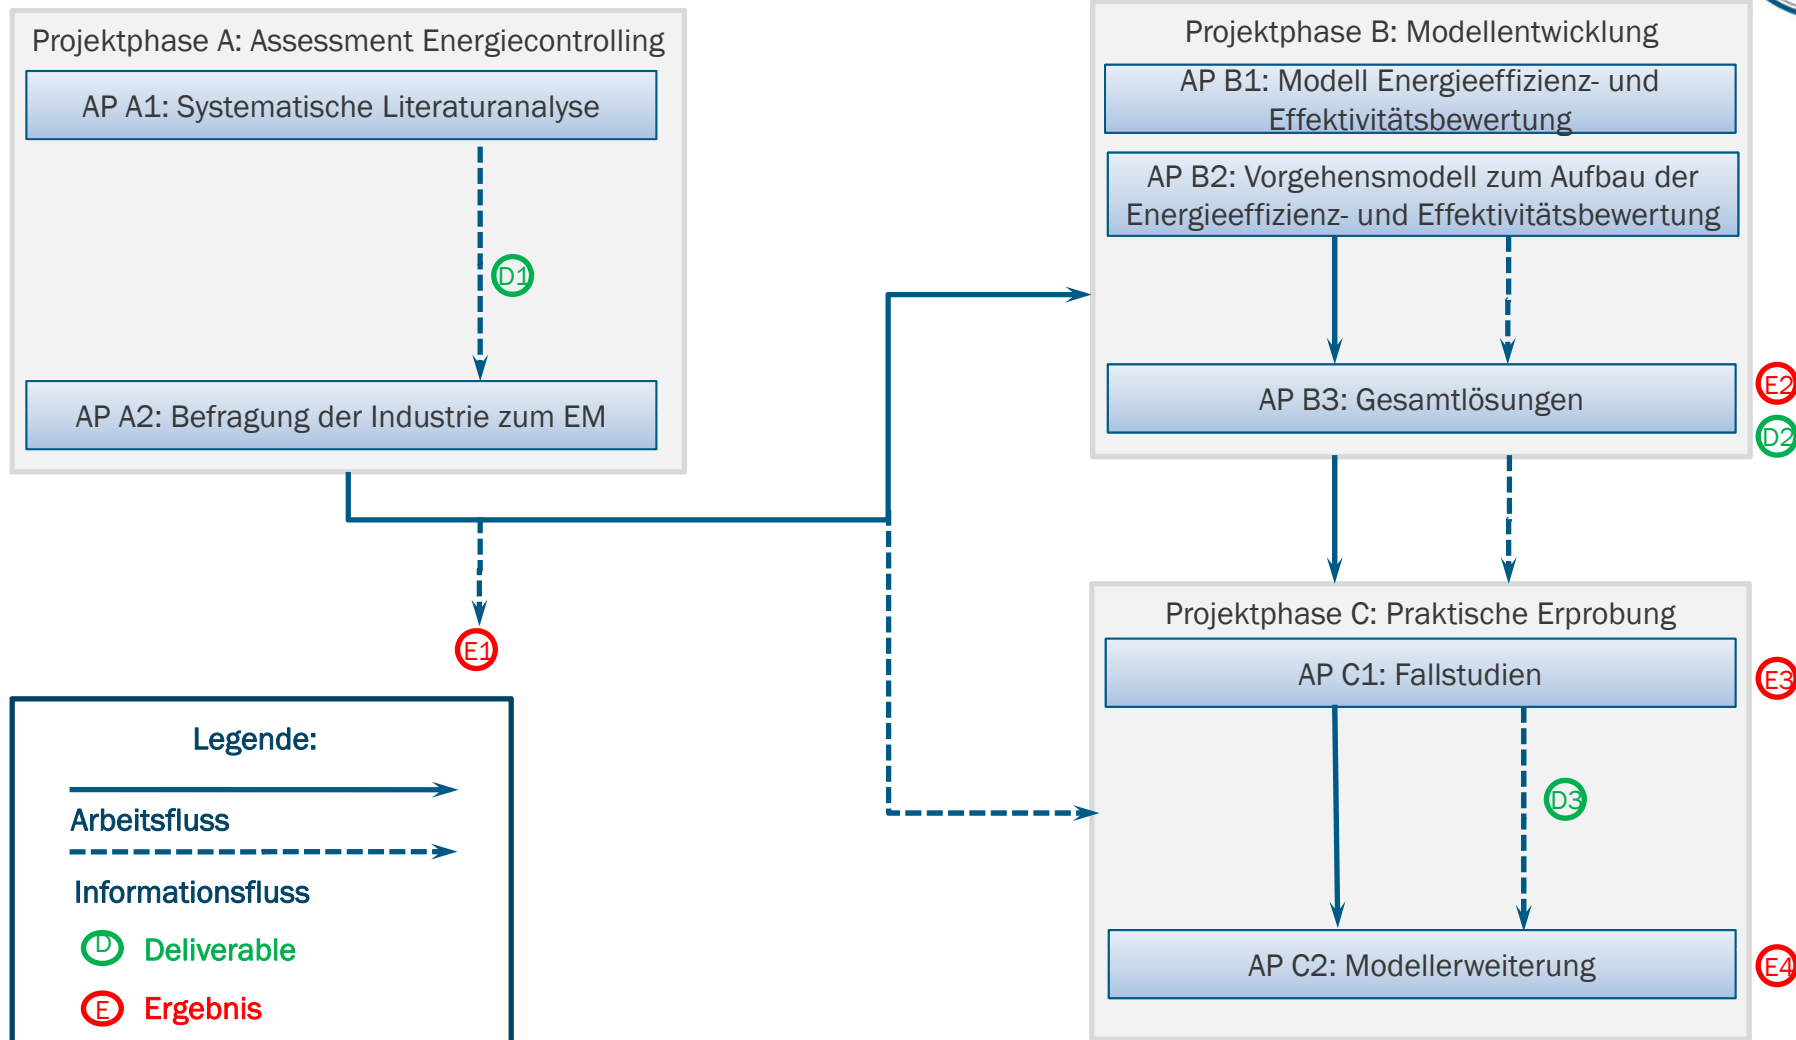 Projektphase A: Assessment Energiecontrolling
AP A1: Systematische Literaturanalyse
D1
AP A2: Befragung der Industrie zum EM
E1
Projektphase B: Modellentwicklung
AP B1: Modell Energieeffizienz- und
Effektivitätsbewertung
AP B2: Vorgehensmodell zum Aufbau der
Energieeffizienz- und Effektivitätsbewertung
AP B3: Gesamtlösungen
E2
D2
Projektphase C: Praktische Erprobung
AP C1: Fallstudien
E3
D3
AP C2: Modellerweiterung
E4
Legende:
Arbeitsfluss
Informationsfluss
D Deliverable
E Ergebnis